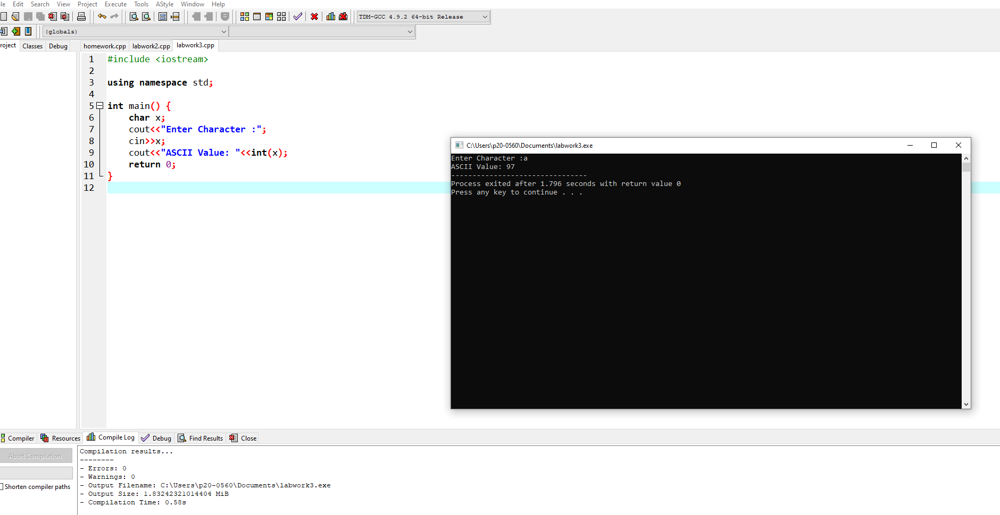 le Edit Search View Project Execute Tools AStyle Window Help
TDM-GCC 4.9.2 64-bit Release
(globals)
roject Classes Debug
homework.cpp labwork2.cpp labwork3.cpp
1 #include <iostream>
2
3 using namespace std;
4
5 int main() {
6 char x;
7 cout<<"Enter Character :";
8 cin>>x;
9 cout<<"ASCII Value: "<<int(x);
10 return 0;
11 }
12
C:\Users\p20-0560\Documents\labwork3.exe
Enter Character :a
ASCII Value: 97
--------------------------------
Process exited after 1.796 seconds with return value 0
Press any key to continue . . .
Compiler Resources Compile Log Debug Find Results Close
Abort Compilation
Shorten compiler paths
Compilation results...
--------
- Errors: 0
- Warnings: 0
- Output Filename: C:\Users\p20-0560\Documents\labwork3.exe
- Output Size: 1.83242321014404 MiB
- Compilation Time: 0.58s